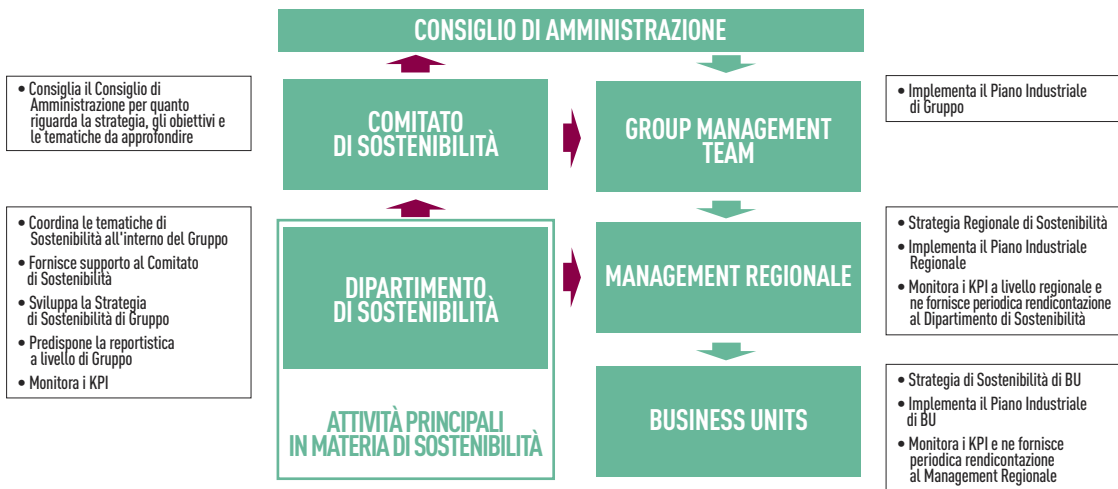 CONSIGLIO DI AMMINISTRAZIONE
• Consiglia il Consiglio di
Amministrazione per quanto
riguarda la strategia, gli obiettivi e
le tematiche da approfondire
COMITATO
DI SOSTENIBILITÀ
GROUP MANAGEMENT
TEAM
• Implementa il Piano Industriale
di Gruppo
• Coordina le tematiche di
Sostenibilità all'interno del Gruppo
• Fornisce supporto al Comitato
di Sostenibilità
• Sviluppa la Strategia
di Sostenibilità di Gruppo
• Predispone la reportistica
a livello di Gruppo
• Monitora i KPI
DIPARTIMENTO
DI SOSTENIBILITÀ
ATTIVITÀ PRINCIPALI
IN MATERIA DI SOSTENIBILITÀ
MANAGEMENT REGIONALE
• Strategia Regionale di Sostenibilità
• Implementa il Piano Industriale
Regionale
• Monitora i KPI a livello regionale e
ne fornisce periodica rendicontazione
al Dipartimento di Sostenibilità
BUSINESS UNITS
• Strategia di Sostenibilità di BU
• Implementa il Piano Industriale
di BU
• Monitora i KPI e ne fornisce
periodica rendicontazione
al Management Regionale